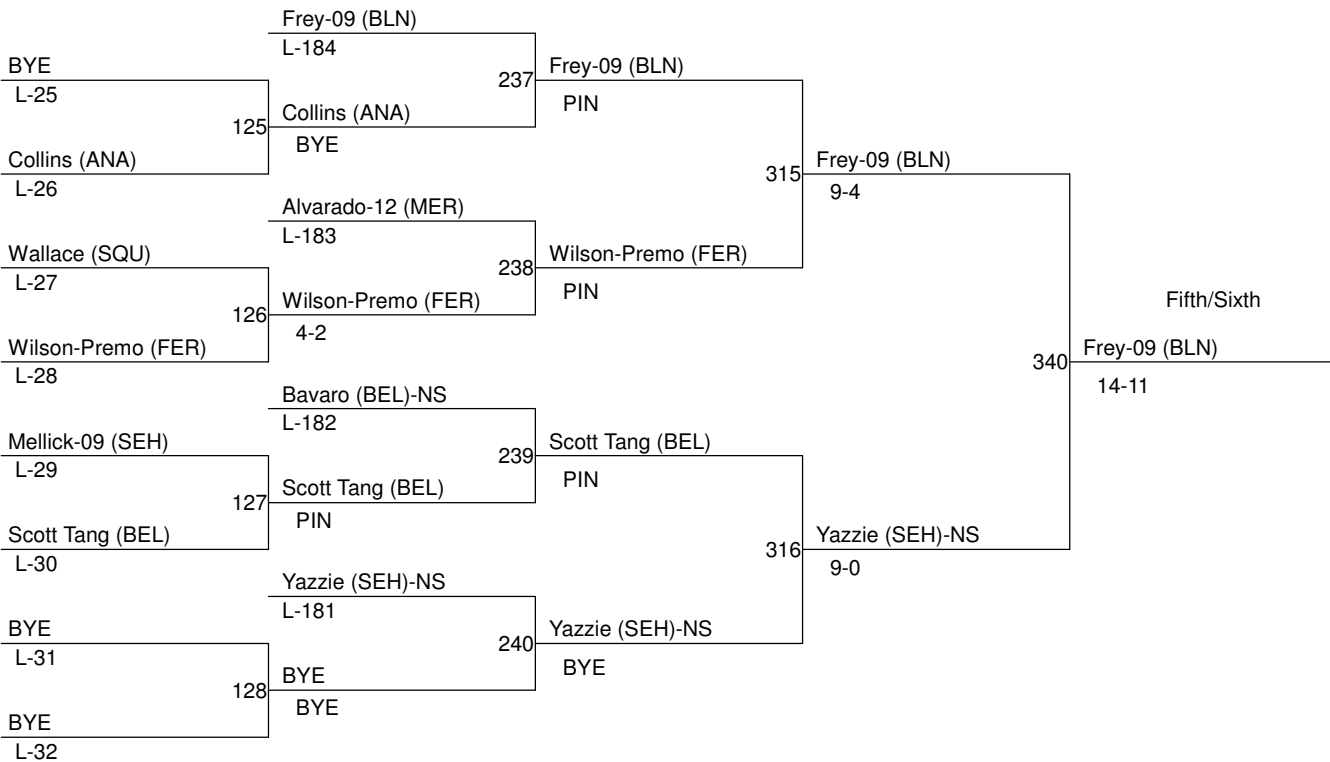 Frey-09 (BLN)
L-184
BYE
L-25
237
Frey-09 (BLN)
PIN
125
Collins (ANA)
BYE
Collins (ANA)
L-26
315
Frey-09 (BLN)
9-4
Alvarado-12 (MER)
L-183
Wallace (SQU)
L-27
238
Wilson-Premo (FER)
PIN
126
Wilson-Premo (FER)
4-2
Fifth/Sixth
Wilson-Premo (FER)
L-28
340
Frey-09 (BLN)
14-11
Bavaro (BEL)-NS
L-182
Mellick-09 (SEH)
L-29
239
Scott Tang (BEL)
PIN
127
Scott Tang (BEL)
PIN
Scott Tang (BEL)
L-30
316
Yazzie (SEH)-NS
9-0
Yazzie (SEH)-NS
L-181
BYE
L-31
240
Yazzie (SEH)-NS
BYE
128
BYE
BYE
BYE
L-32